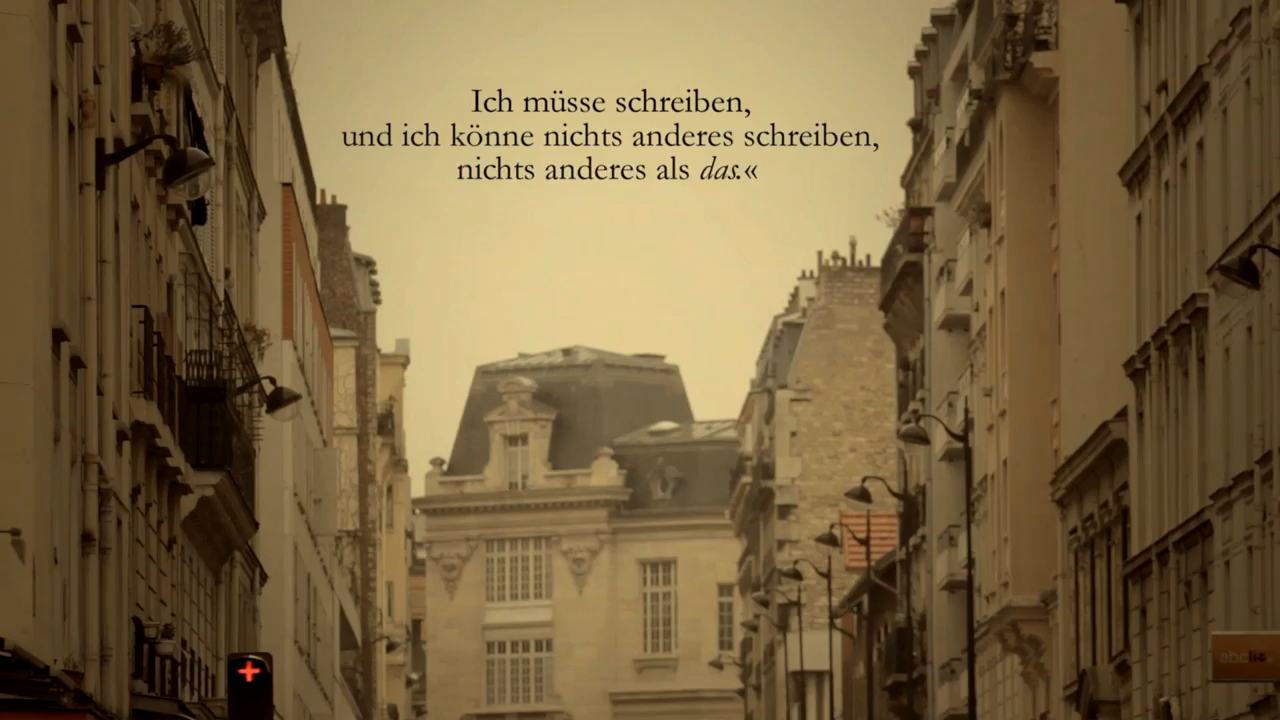 Ich müsse schreiben,
und ich könne nichts anderes schreiben,
nichts anderes als das.«